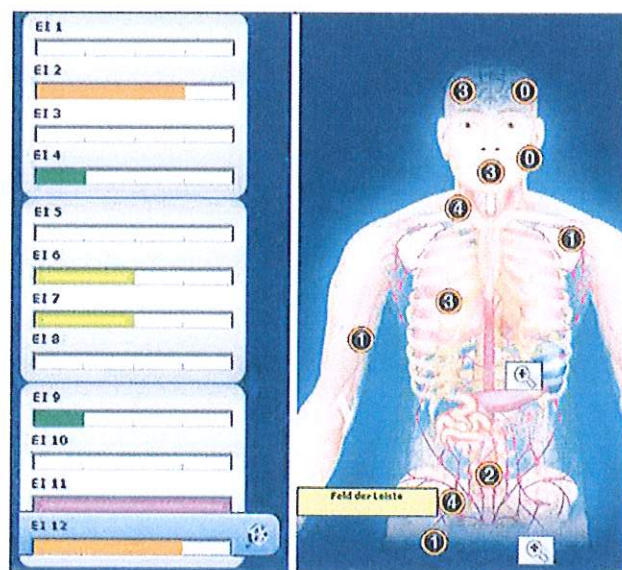 EI 1
EI 2
EI 3
EI 4
EI 5
EI 6
EI 7
EI 8
EI 9
EI 10
EI 11
EI 12
3 0
0
3
4
1
3
1
2
Feld der Leiste
4
1